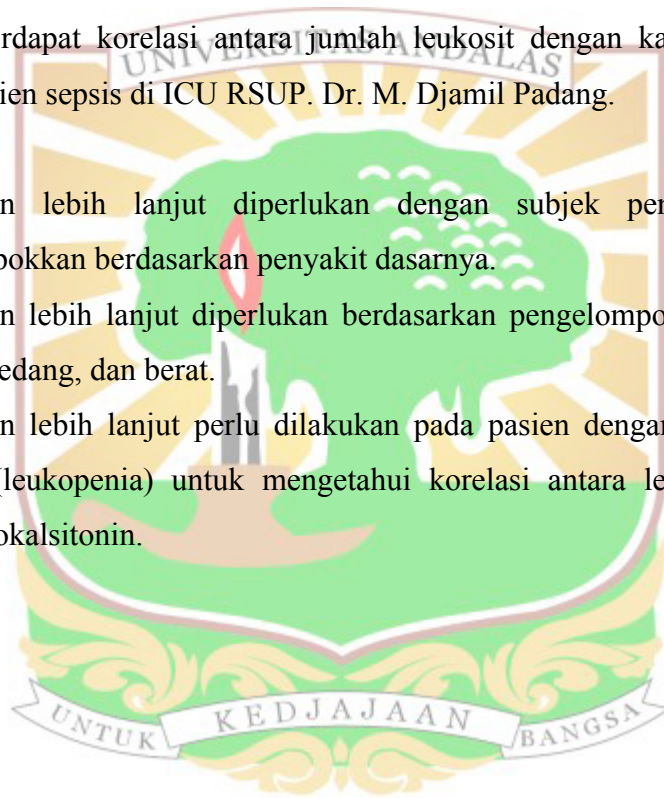 rdapat korelasi antara jumlah leukosit dengan ka
UNIVERSITAS ANDALAS
ien sepsis di ICU RSUP. Dr. M. Djamil Padang.
n lebih lanjut diperlukan dengan subjek pen
okkan berdasarkan penyakit dasarnya.
n lebih lanjut diperlukan berdasarkan pengelompo
edang, dan berat.
n lebih lanjut perlu dilakukan pada pasien dengan
(leukopenia) untuk mengetahui korelasi antara le
okalsitonin.
UNTUK KEDJAJAAN BANGSA